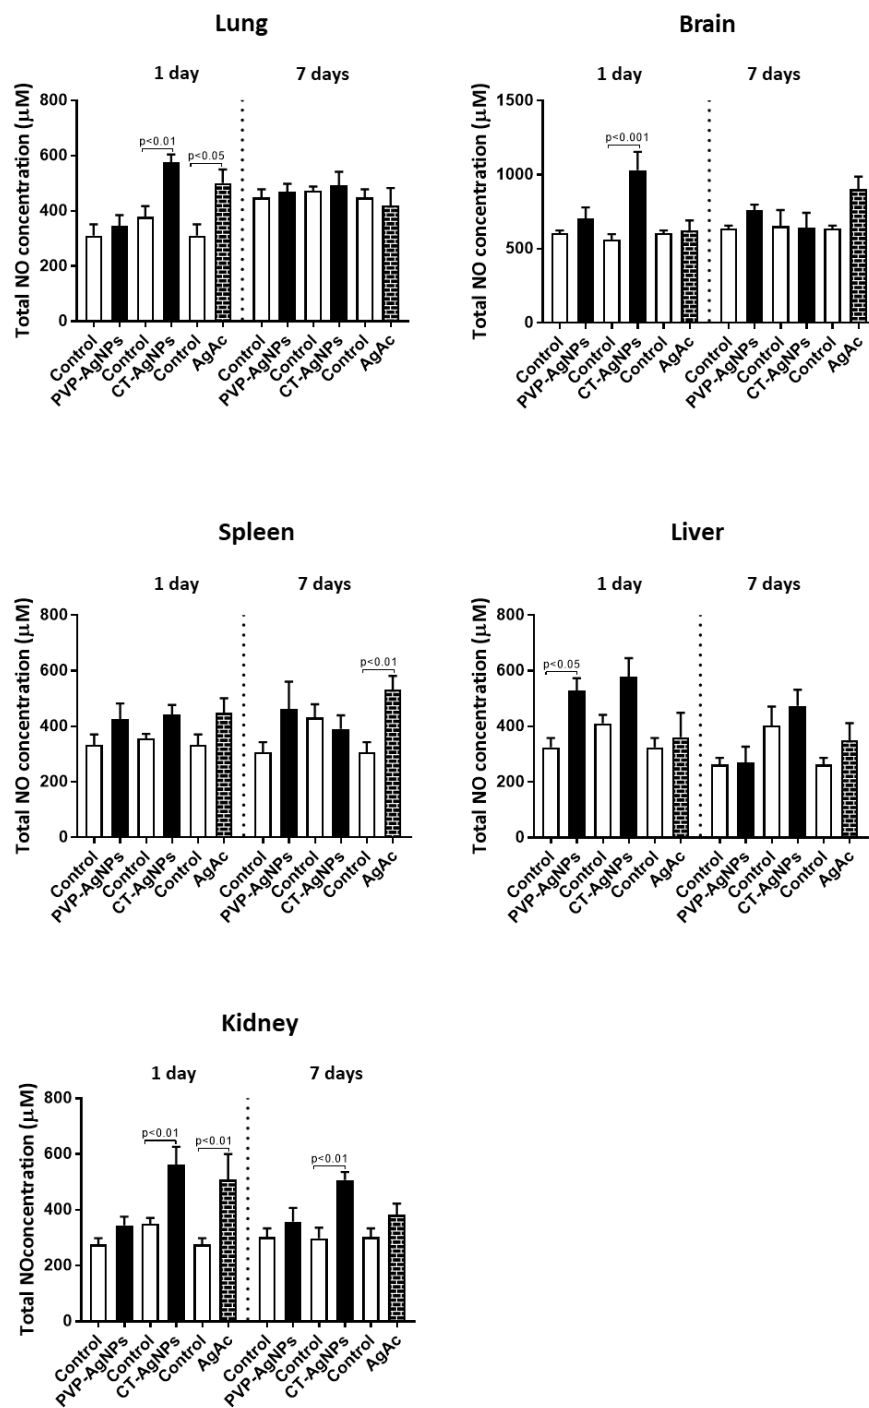 Lung
1 day
7 days
Total NO concentration (µM)
800
600
400
200
0
p<0.01
p<0.05
Control
PVP-AgNPs
Control
CT-AgNPs
Control
AgAc
Control
PVP-AgNPs
Control
CT-AgNPs
Control
AgAc
Brain
1 day
7 days
Total NO concentration (µM)
1500
1000
500
0
p<0.001
Control
PVP-AgNPs
Control
CT-AgNPs
Control
AgAc
Control
PVP-AgNPs
Control
CT-AgNPs
Control
AgAc
Spleen
1 day
7 days
Total NO concentration (µM)
800
600
400
200
0
p<0.01
Control
PVP-AgNPs
Control
CT-AgNPs
Control
AgAc
Control
PVP-AgNPs
Control
CT-AgNPs
Control
AgAc
Liver
1 day
7 days
Total NO concentration (µM)
800
600
400
200
0
p<0.05
Control
PVP-AgNPs
Control
CT-AgNPs
Control
AgAc
Control
PVP-AgNPs
Control
CT-AgNPs
Control
AgAc
Kidney
1 day
7 days
Total NOconcentration (µM)
800
600
400
200
0
p<0.01
p<0.01
p<0.01
Control
PVP-AgNPs
Control
CT-AgNPs
Control
AgAc
Control
PVP-AgNPs
Control
CT-AgNPs
Control
AgAc